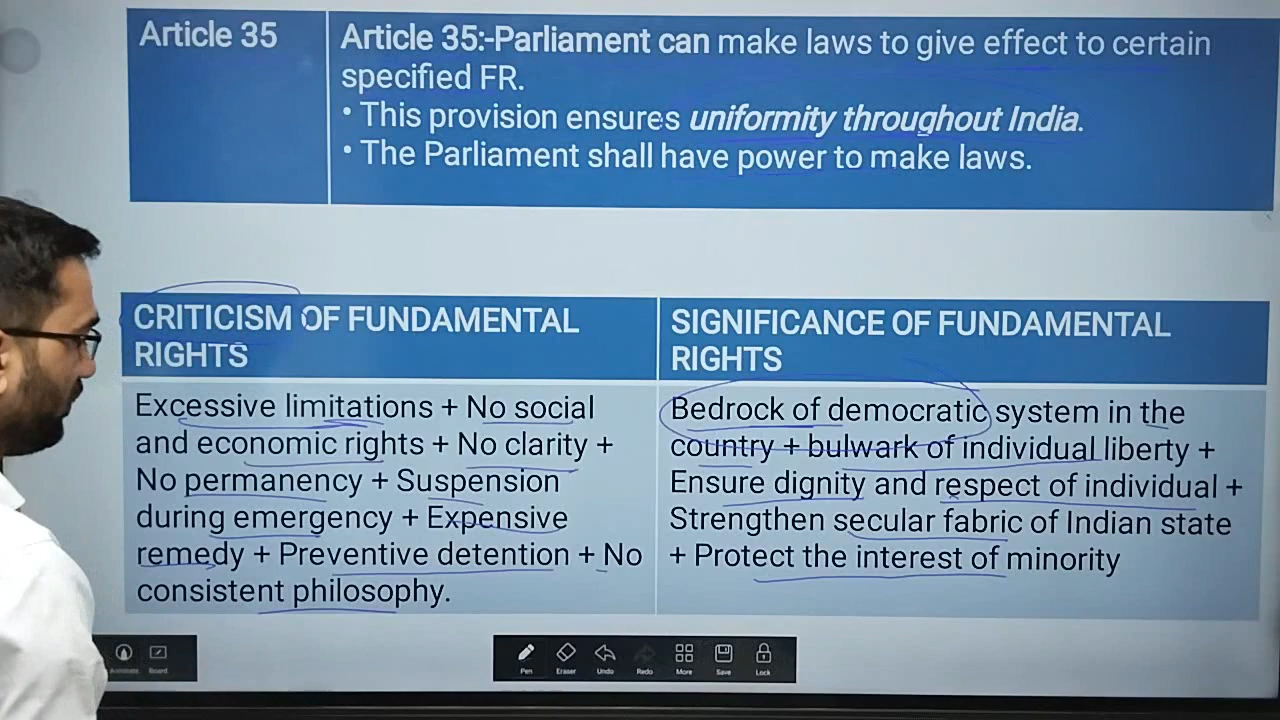 Article 35
Article 35:-Parliament can make laws to give effect to certain
specified FR.
• This provision ensures uniformity throughout India.
• The Parliament shall have power to make laws.
CRITICISM OF FUNDAMENTAL
RIGHTS
Excessive limitations + No social
and economic rights + No clarity +
No permanency + Suspension
during emergency + Expensive
remedy + Preventive detention + No
consistent philosophy.
SIGNIFICANCE OF FUNDAMENTAL
RIGHTS
Bedrock of democratic system in the
country + bulwark of individual liberty +
Ensure dignity and respect of individual +
Strengthen secular fabric of Indian state
+ Protect the interest of minority
Annotate Board
Pen Eraser Undo Redo More Save Lock